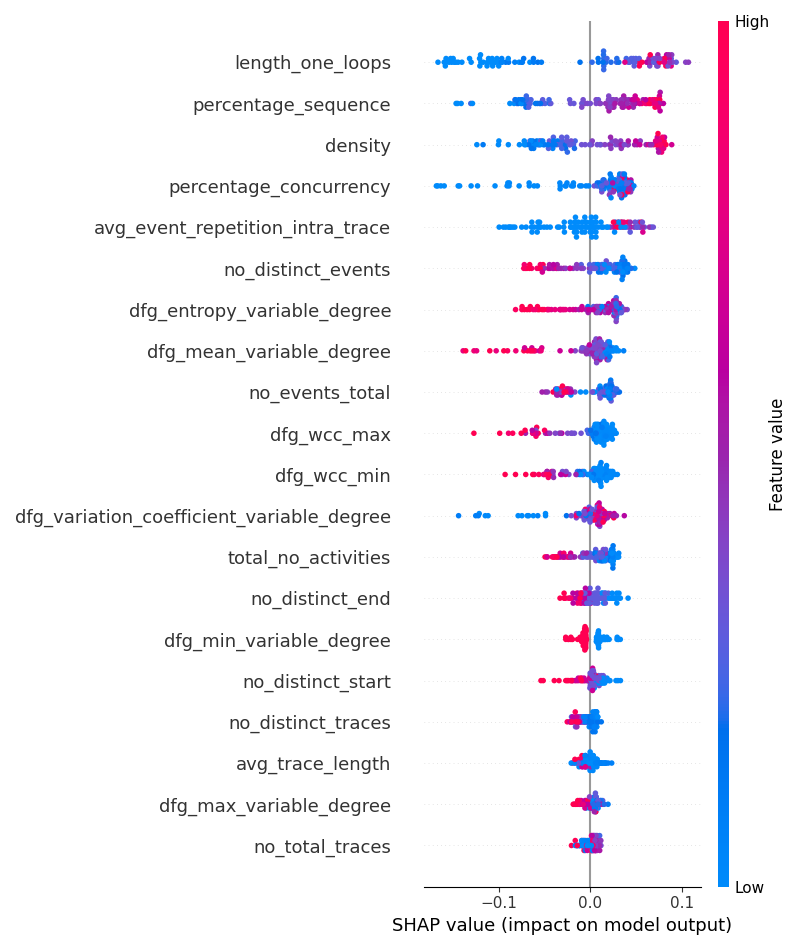 High
length_one_loops
percentage_sequence
density
percentage_concurrency
avg_event_repetition_intra_trace
no_distinct_events
dfg_entropy_variable_degree
dfg_mean_variable_degree
no_events_total
dfg_wcc_max
dfg_wcc_min
dfg_variation_coefficient_variable_degree
total_no_activities
no_distinct_end
dfg_min_variable_degree
no_distinct_start
no_distinct_traces
avg_trace_length
dfg_max_variable_degree
no_total_traces
Feature value
Low
−0.1 0.0 0.1
SHAP value (impact on model output)